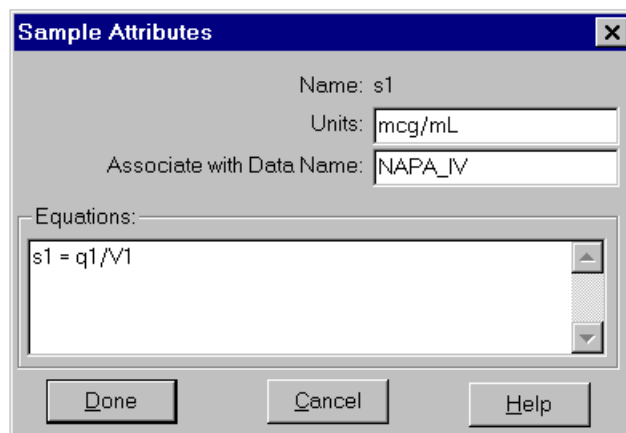 Sample Attributes
Name: s1
Units: mcg/mL
Associate with Data Name: NAPA_IV
Equations:
s1 = q1/V1
Done Cancel Help